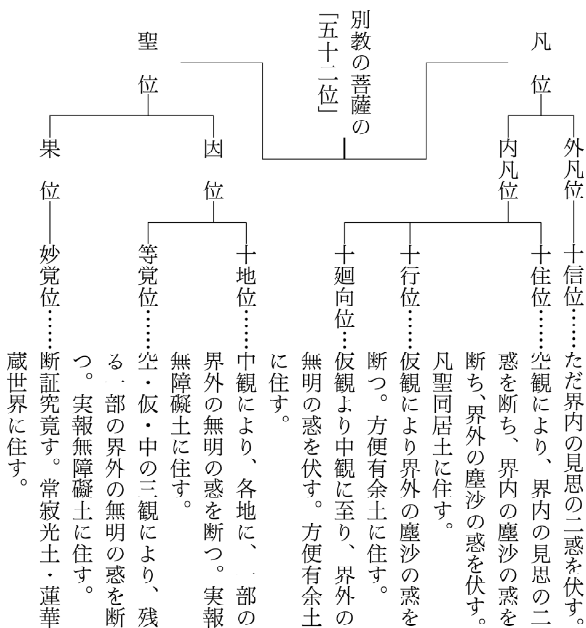 別教の菩薩の
「五十二位」
凡位
外凡位
十信位……ただ界内の見思の二惑を伏す。
内凡位
十住位……空観により、界内の見思の二
惑を断ち、界内の塵沙の惑を
断ち、界外の塵沙の惑を伏す。
凡聖同居土に住す。
十行位……仮観により界外の塵沙の惑を
断つ。方便有余土に住す。
十廻向位……仮観より中観に至り、界外の
無明の惑を伏す。方便有余土
に住す。
聖位
因位
十地位……中観により、各地に、一部の
界外の無明の惑を断つ。実報
無障礙土に住す。
等覚位……空・仮・中の三観により、残
る一部の界外の無明の惑を断
つ。実報無障礙土に住す。
果位
妙覚位……断証究竟す。常寂光土・蓮華
蔵世界に住す。